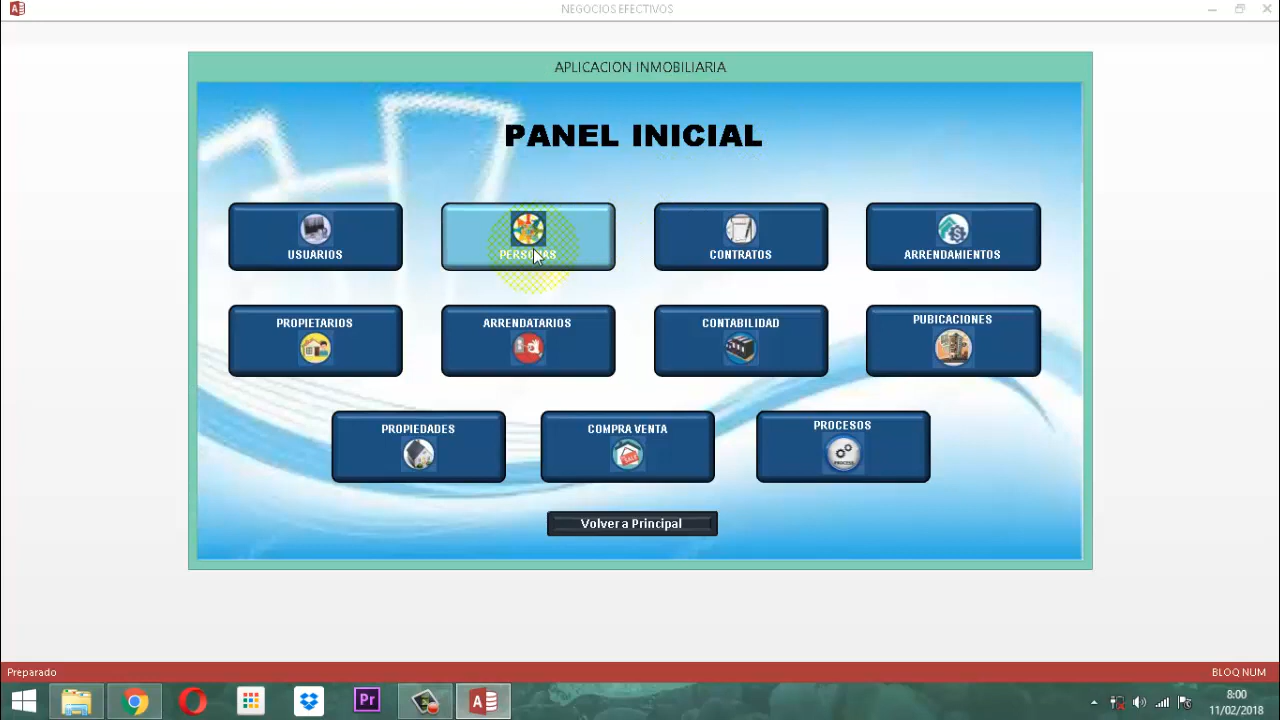 NEGOCIOS EFECTIVOS
APLICACION INMOBILIARIA
PANEL INICIAL
USUARIOS
PERSONAS
CONTRATOS
ARRENDAMIENTOS
PROPIETARIOS
ARRENDATARIOS
CONTABILIDAD
PUBICACIONES
PROPIEDADES
COMPRA VENTA
PROCESOS
Volver a Principal
Preparado
BLOQ NUM
Pr
8:00
11/02/2018